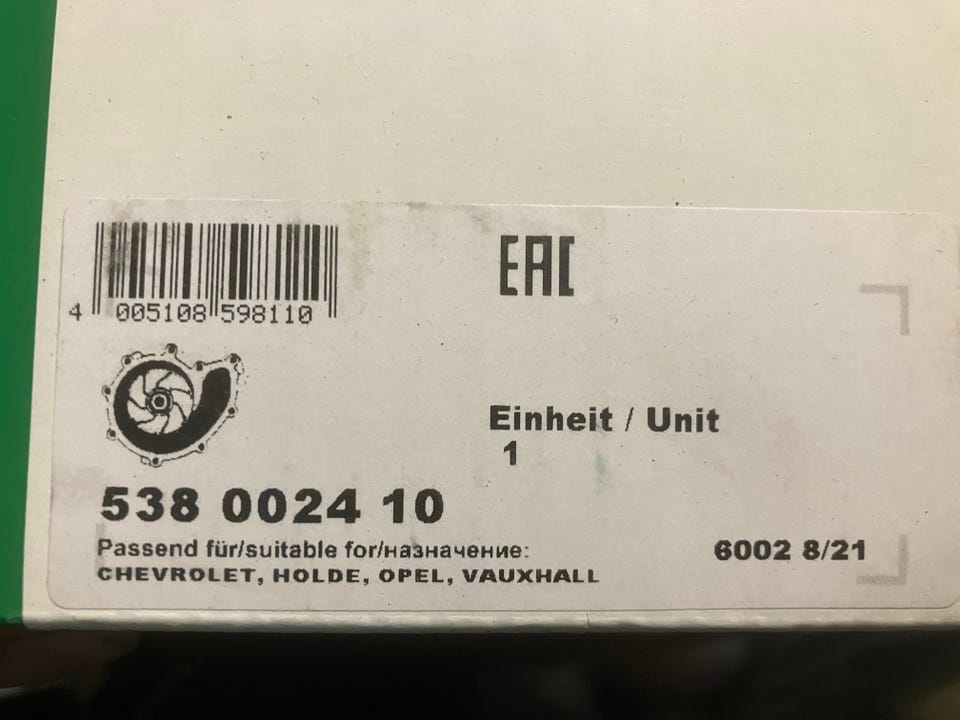 EAC
4 005108 598110
Einheit / Unit
1
538 0024 10
Passend für/suitable for/назначение:
6002 8/21
CHEVROLET, HOLDE, OPEL, VAUXHALL